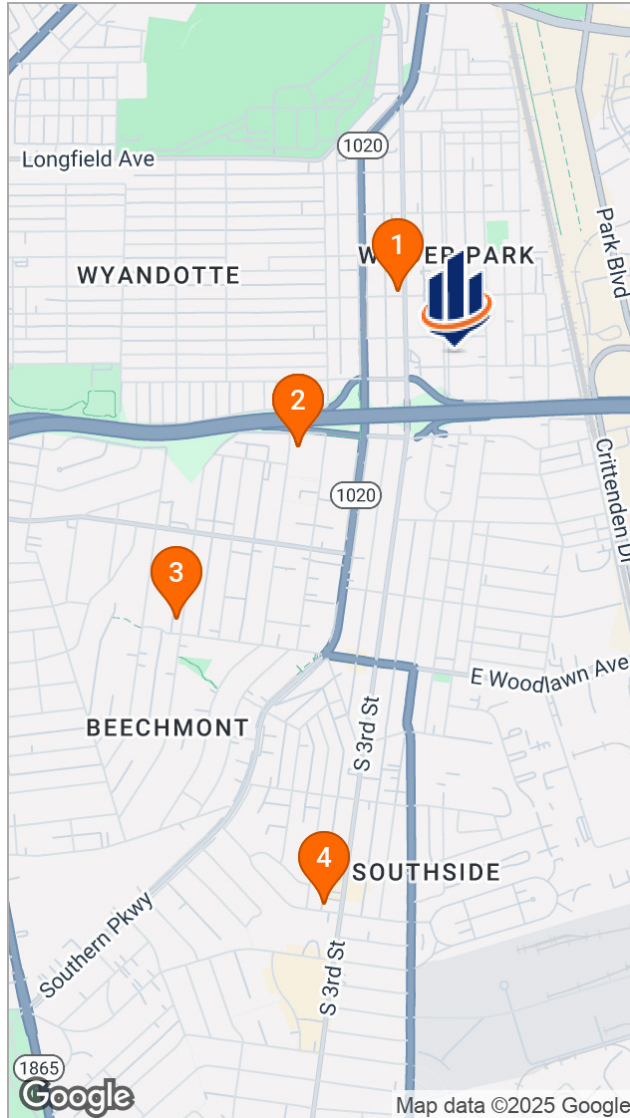 Longfield Ave
1020
1
WYANDOTTE
Park Blvd
2
Crittenden Dr
1020
3
E Woodlawn Ave
BEECHMONT
S 3rd St
4
SOUTHSIDE
Southern Pkwy
S 3rd St
1865
Google
Map data ©2025 Google